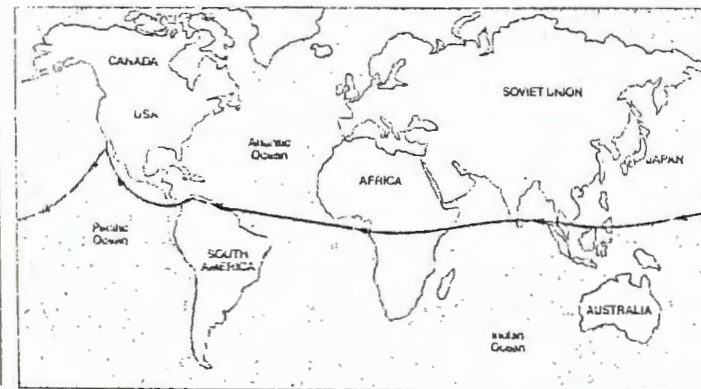 CANADA
USA
Atlantic
Ocean
SOVIET UNION
JAPAN
AFRICA
Pacific
Ocean
SOUTH
AMERICA
AUSTRALIA
Indian
Ocean